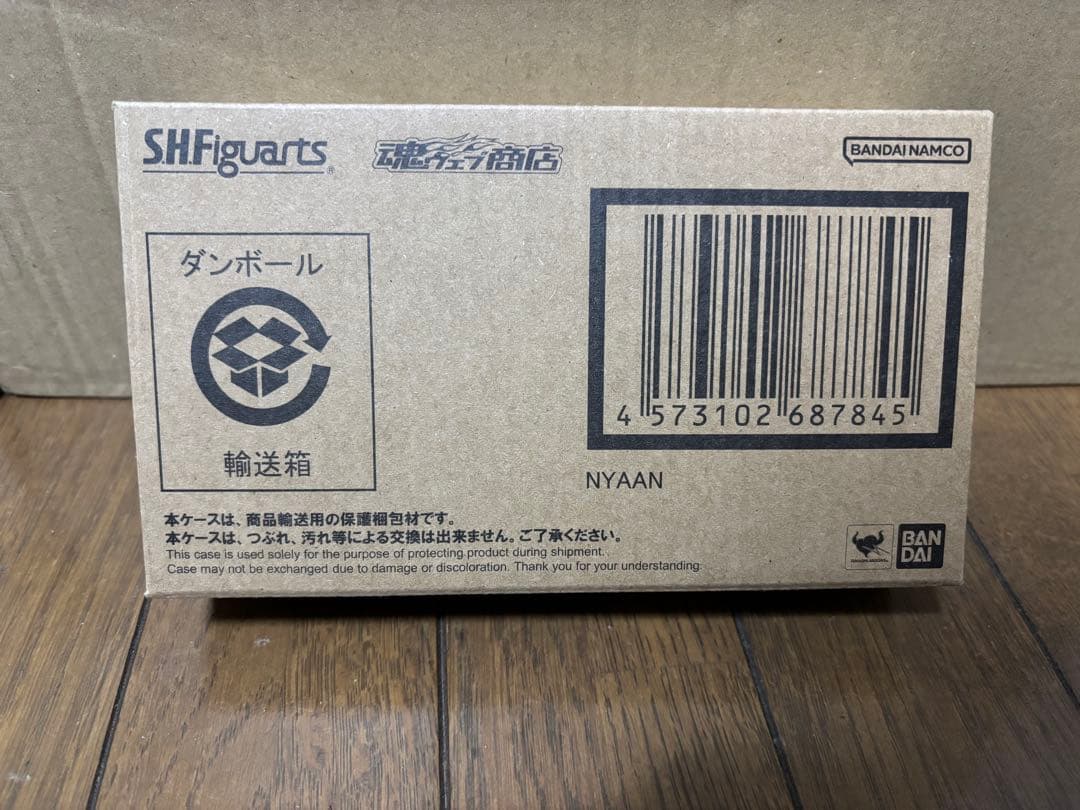 S.H.Figuarts®
魂ウェブ商店
BANDAI NAMCO
ダンボール
輸送箱
4 573102 687845
NYAAN
本ケースは、商品輸送用の保護梱包材です。
本ケースは、つぶれ、汚れ等による交換は出来ません。ご了承ください。
This case is used solely for the purpose of protecting product during shipment.
Case may not be exchanged due to damage or discoloration. Thank you for your understanding.
BAN
DAI